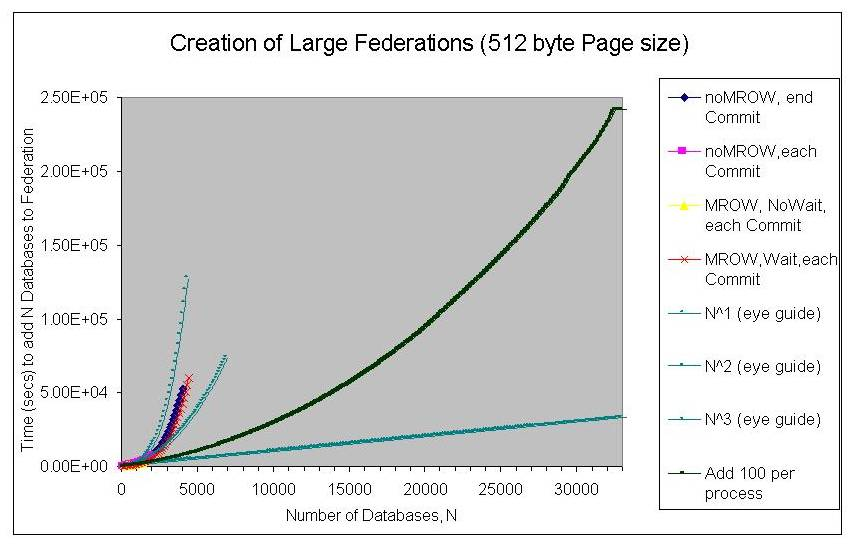 Creation of Large Federations (512 byte Page size)
Time (secs) to add N Databases to Federation
2.50E+05
2.00E+05
1.50E+05
1.00E+05
5.00E+04
0.00E+00
0 5000 10000 15000 20000 25000 30000
Number of Databases, N
noMROW, end
Commit
noMROW,each
Commit
MROW, NoWait,
each Commit
MROW,Wait,each
Commit
N^1 (eye guide)
N^2 (eye guide)
N^3 (eye guide)
Add 100 per
process